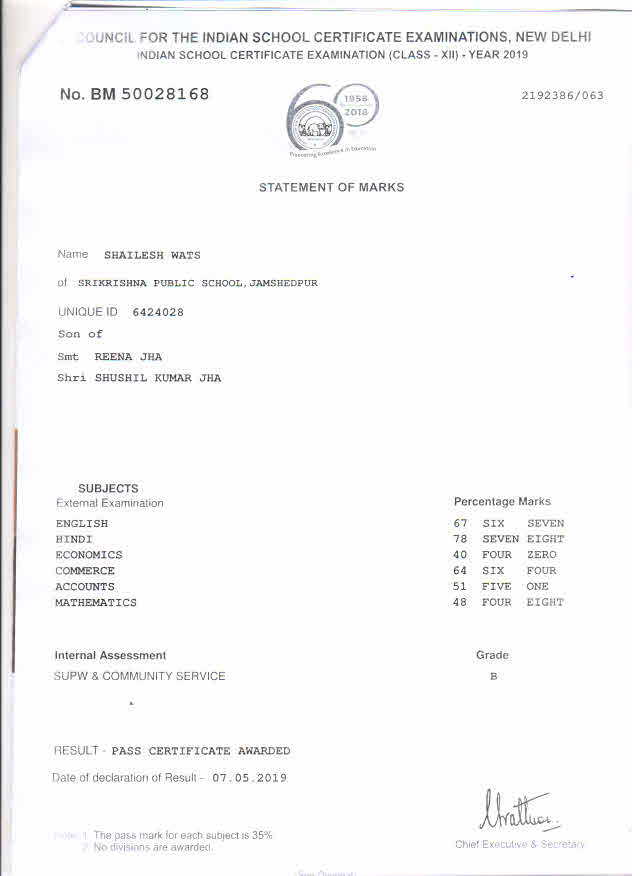 COUNCIL FOR THE INDIAN SCHOOL CERTIFICATE EXAMINATIONS, NEW DELHI
INDIAN SCHOOL CERTIFICATE EXAMINATION (CLASS - XII) - YEAR 2019
No. BM 50028168
2192386/063
1958
2018
Pioneering Excellence in Education
STATEMENT OF MARKS
Name SHAILESH WATS
of SRIKRISHNA PUBLIC SCHOOL,JAMSHEDPUR
UNIQUE ID 6424028
Son of
Smt REENA JHA
Shri SHUSHIL KUMAR JHA
SUBJECTS
External Examination Percentage Marks
ENGLISH 67 SIX SEVEN
HINDI 78 SEVEN EIGHT
ECONOMICS 40 FOUR ZERO
COMMERCE 64 SIX FOUR
ACCOUNTS 51 FIVE ONE
MATHEMATICS 48 FOUR EIGHT
Internal Assessment Grade
SUPW & COMMUNITY SERVICE B
RESULT - PASS CERTIFICATE AWARDED
Date of declaration of Result - 07.05.2019
Note: 1. The pass mark for each subject is 35%
2. No divisions are awarded.
Chief Executive & Secretary